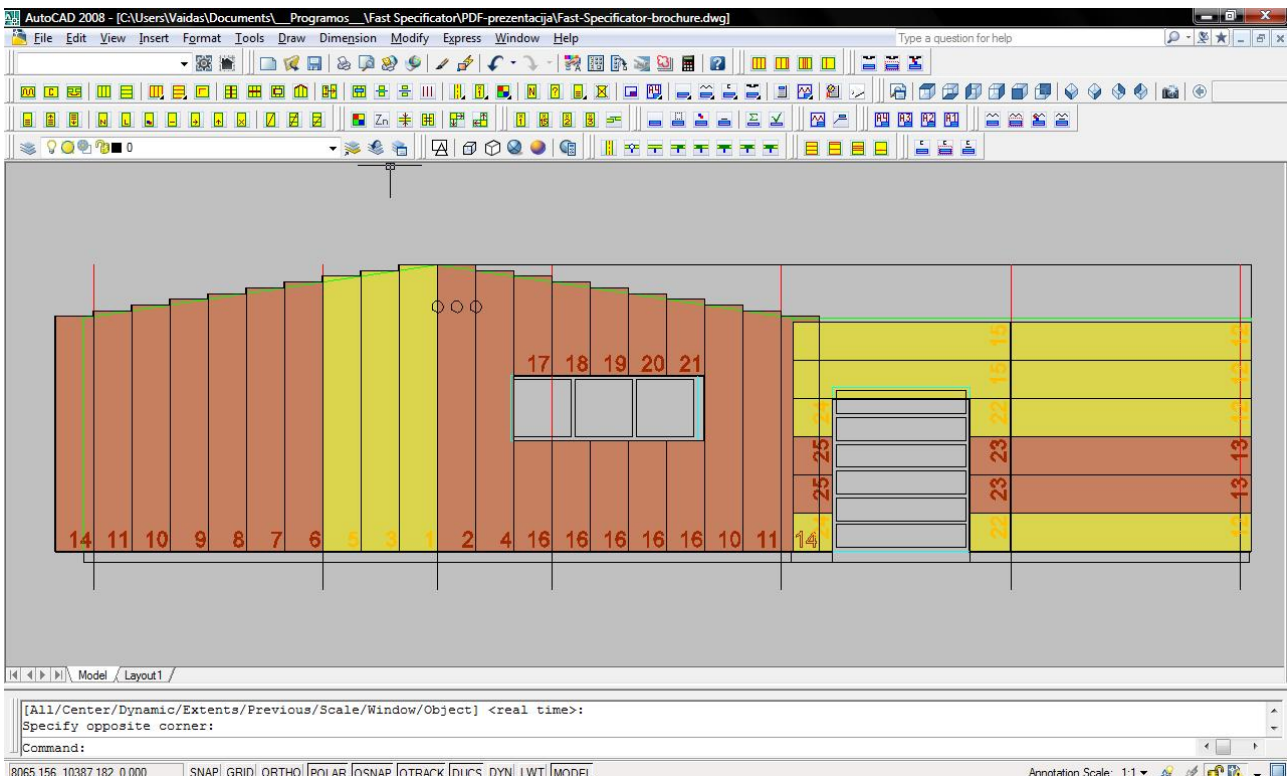 AutoCAD 2008 - [C:\Users\Vaidas\Documents\__Programos__\Fast Specificator\PDF-prezentacija\Fast-Specificator-brochure.dwg]
File Edit View Insert Format Tools Draw Dimension Modify Express Window Help Type a question for help
0
15 12
17 18 19 20 21
15 12
22 12
25 23 13
25 23 13
22 12
14 11 10 9 8 7 6 5 3 1 2 4 16 16 16 16 16 10 11 14
Model Layout1
[All/Center/Dynamic/Extents/Previous/Scale/Window/Object] <real time>:
Specify opposite corner:
Command:
8065.156, 10387.182, 0.000 SNAP GRID ORTHO POLAR OSNAP OTRACK DUCS DYN LWT MODEL Annotation Scale: 1:1